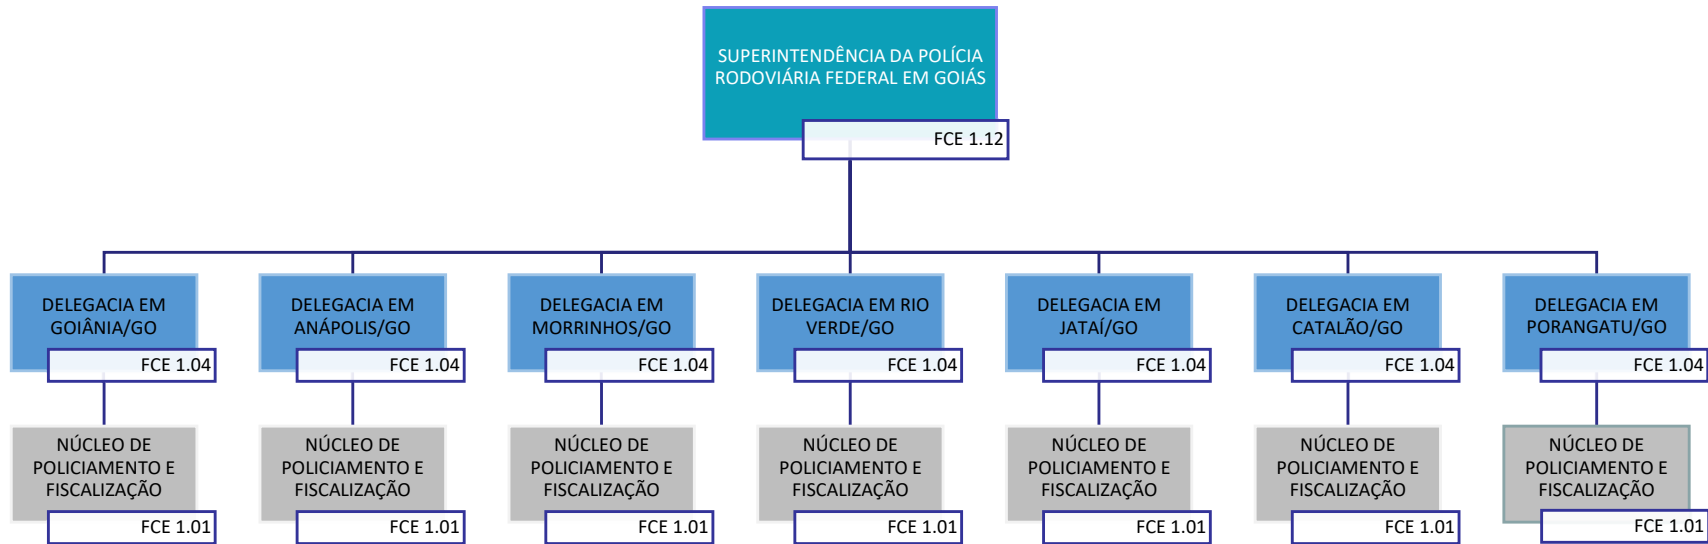 SUPERINTENDÊNCIA DA POLÍCIA
RODOVIÁRIA FEDERAL EM GOIÁS
FCE 1.12
DELEGACIA EM
GOIÂNIA/GO
FCE 1.04
DELEGACIA EM
ANÁPOLIS/GO
FCE 1.04
DELEGACIA EM
MORRINHOS/GO
FCE 1.04
DELEGACIA EM RIO
VERDE/GO
FCE 1.04
DELEGACIA EM
JATAÍ/GO
FCE 1.04
DELEGACIA EM
CATALÃO/GO
FCE 1.04
DELEGACIA EM
PORANGATU/GO
FCE 1.04
NÚCLEO DE
POLICIAMENTO E
FISCALIZAÇÃO
FCE 1.01
NÚCLEO DE
POLICIAMENTO E
FISCALIZAÇÃO
FCE 1.01
NÚCLEO DE
POLICIAMENTO E
FISCALIZAÇÃO
FCE 1.01
NÚCLEO DE
POLICIAMENTO E
FISCALIZAÇÃO
FCE 1.01
NÚCLEO DE
POLICIAMENTO E
FISCALIZAÇÃO
FCE 1.01
NÚCLEO DE
POLICIAMENTO E
FISCALIZAÇÃO
FCE 1.01
NÚCLEO DE
POLICIAMENTO E
FISCALIZAÇÃO
FCE 1.01